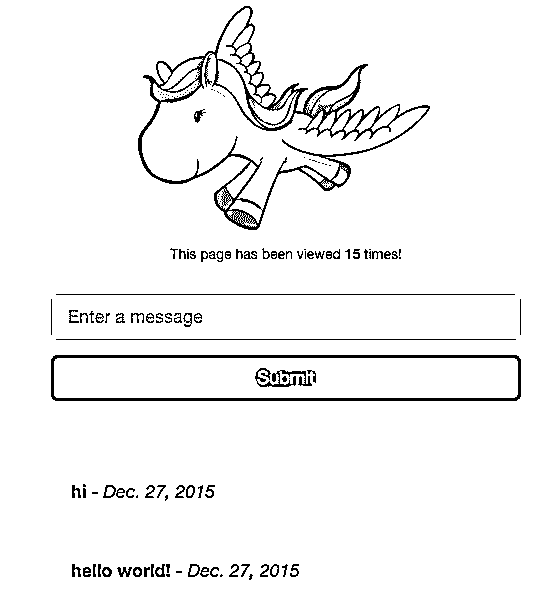 This page has been viewed 15 times!
Enter a message
Submit
hi - Dec. 27, 2015
hello world! - Dec. 27, 2015